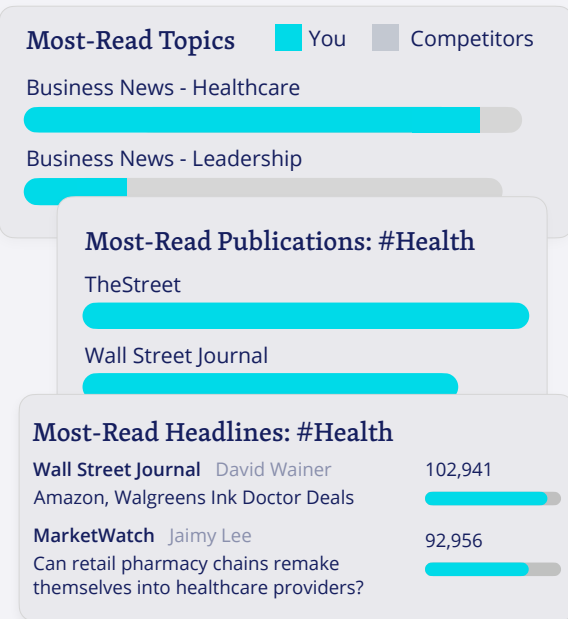 Most-Read Topics You Competitors
Business News - Healthcare
Business News - Leadership
Most-Read Publications: #Health
TheStreet
Wall Street Journal
Most-Read Headlines: #Health
Wall Street Journal David Wainer 102,941
Amazon, Walgreens Ink Doctor Deals
MarketWatch Jaimy Lee 92,956
Can retail pharmacy chains remake
themselves into healthcare providers?